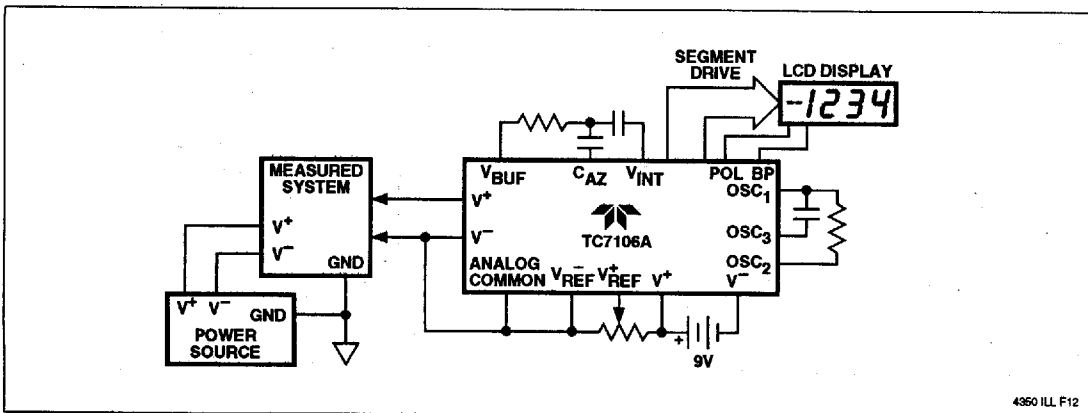 SEGMENT
DRIVE
LCD DISPLAY
-1234
MEASURED
SYSTEM
V+
V−
GND
V+
V−
GND
POWER
SOURCE
VBUF
CAZ
VINT
POL BP
OSC1
V+
V−
TC7106A
OSC3
OSC2
ANALOG
COMMON
V−REF
V+REF
V+
V−
+
9V
4350 ILL F12